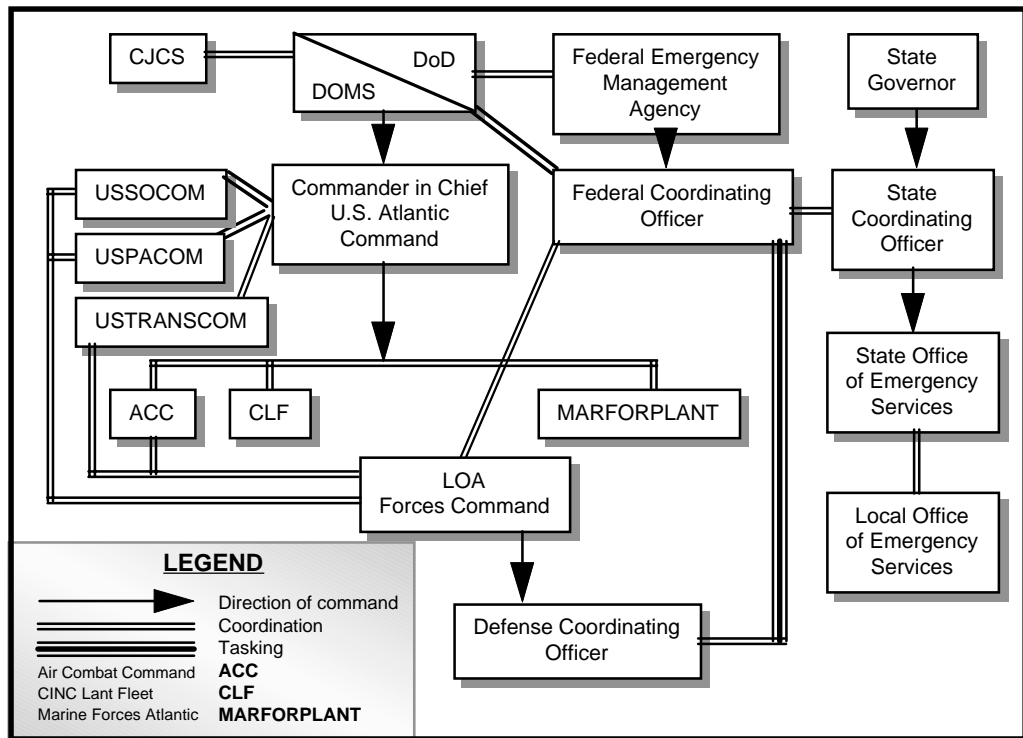 CJCS
DoD
DOMS
Federal Emergency
Management
Agency
State
Governor
USSOCOM
Commander in Chief
U.S. Atlantic
Command
Federal Coordinating
Officer
State
Coordinating
Officer
USPACOM
USTRANSCOM
ACC
CLF
MARFORPLANT
State Office
of Emergency
Services
LOA
Forces Command
Local Office
of Emergency
Services
Defense Coordinating
Officer
LEGEND
Direction of command
Coordination
Tasking
Air Combat Command ACC
CINC Lant Fleet CLF
Marine Forces Atlantic MARFORPLANT